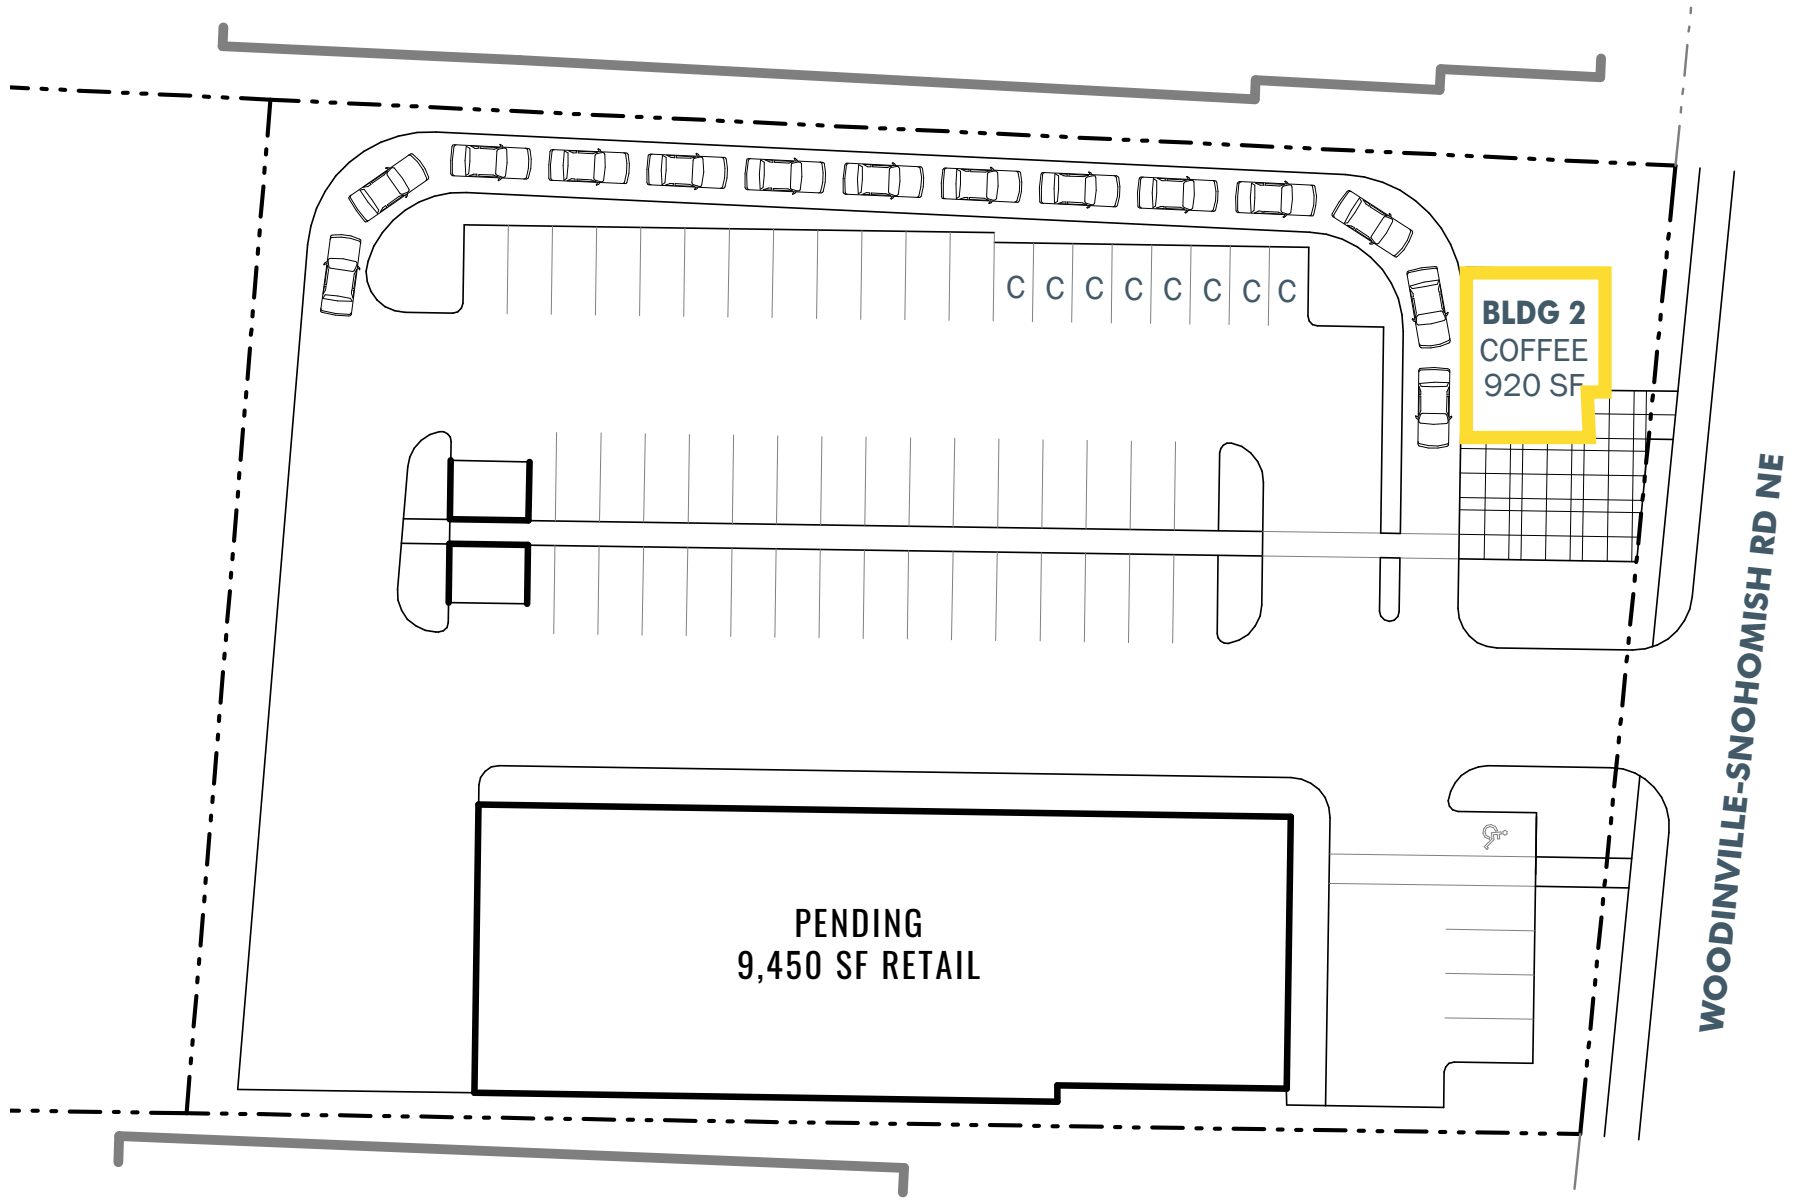 C C C C C C C C
BLDG 2
COFFEE
920 SF
WOODINVILLE-SNOHOMISH RD NE
PENDING
9,450 SF RETAIL